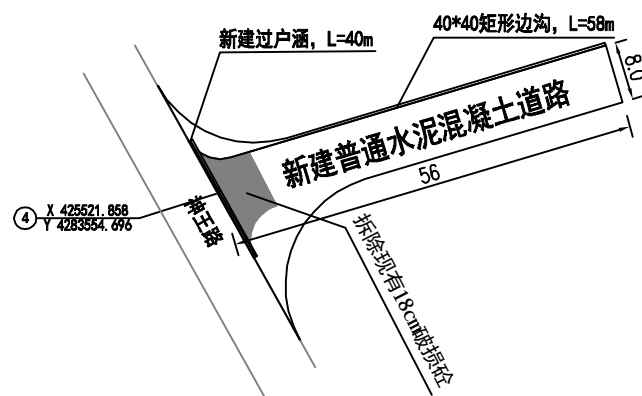 40*40矩形边沟，L=58m
新建过户涵，L=40m
8.0
新建普通水泥混凝土道路
56
4
X 425521.858
Y 4283554.696
神王路
拆除现有18cm破损砼